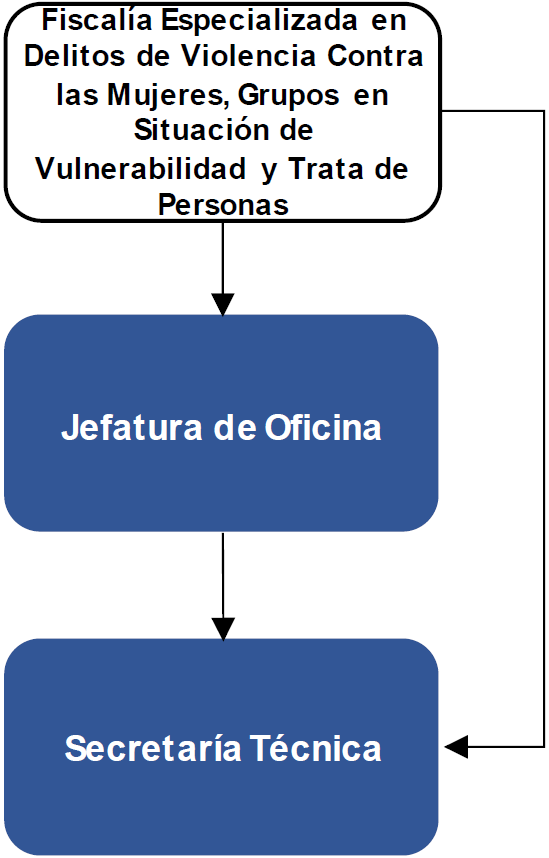 Fiscalía Especializada en
Delitos de Violencia Contra
las Mujeres, Grupos en
Situación de
Vulnerabilidad y Trata de
Personas
Jefatura de Oficina
Secretaría Técnica